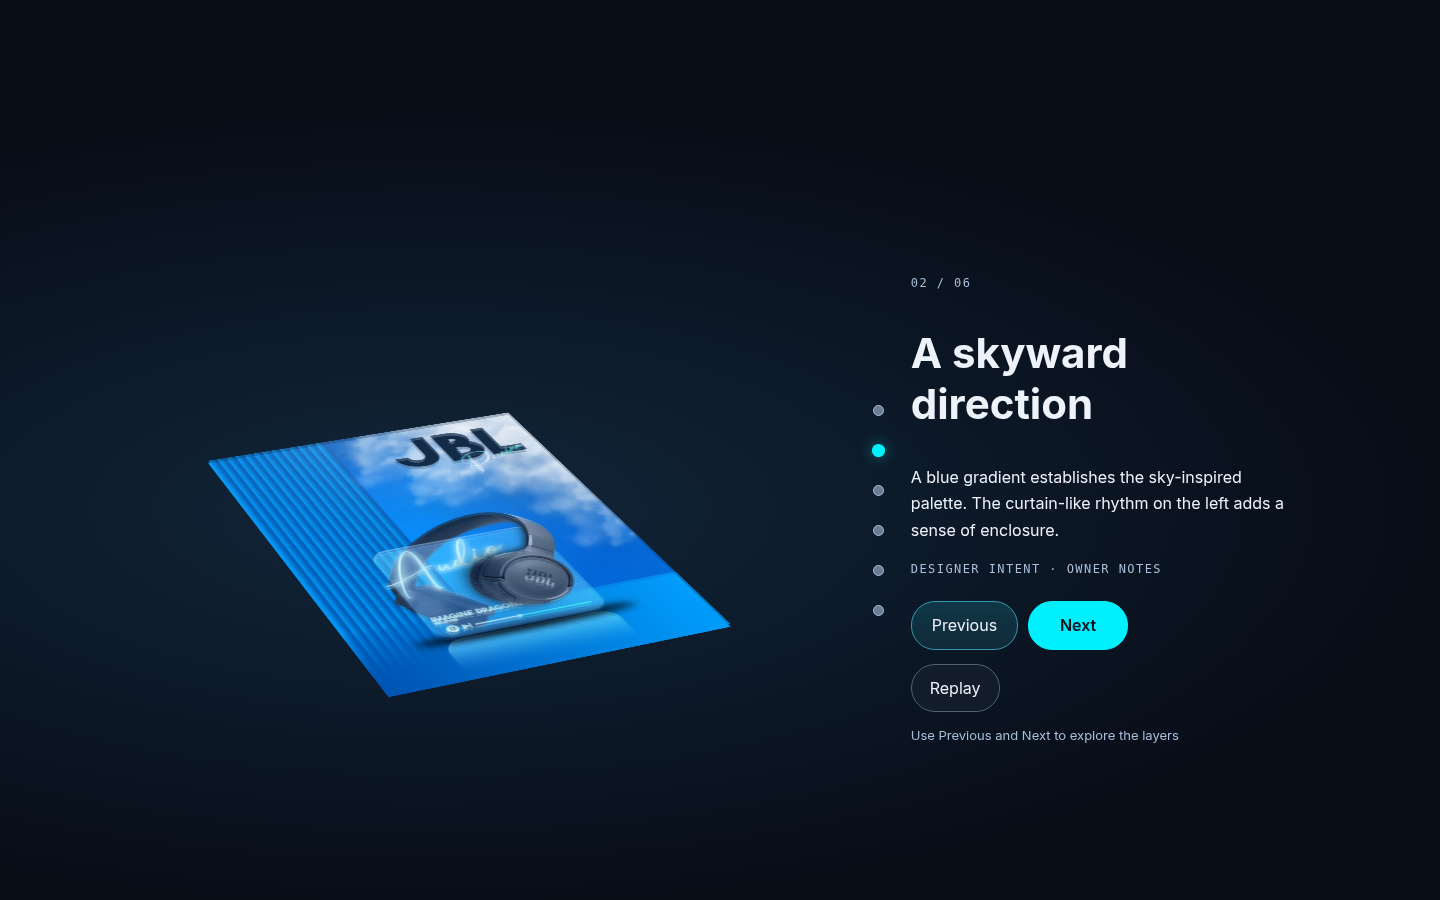 02 / 06
A skyward
direction
A blue gradient establishes the sky-inspired
palette. The curtain-like rhythm on the left adds a
sense of enclosure.
DESIGNER INTENT · OWNER NOTES
Previous
Next
Replay
Use Previous and Next to explore the layers
JBL
Audio
JBL
IMAGINE DRAGONS